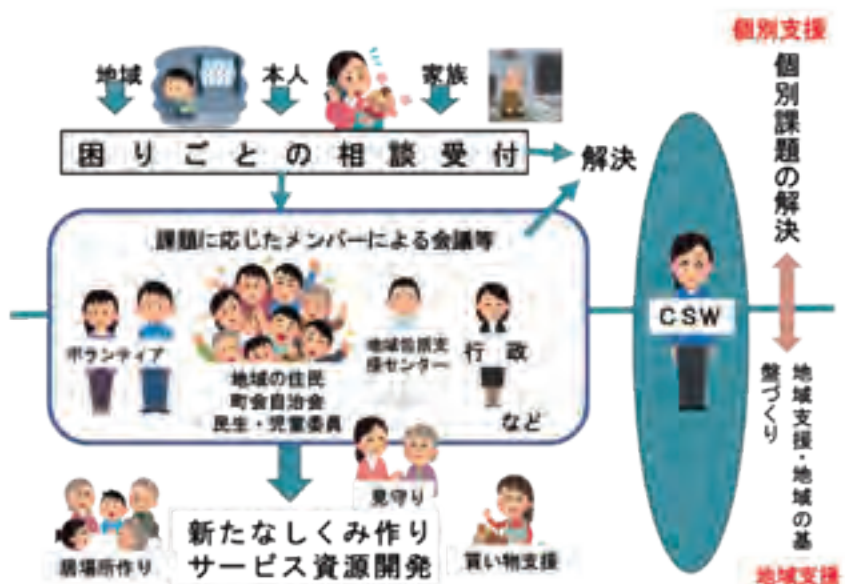 個別支援
地域
本人
家族
困りごとの相談受付
解決
個別課題の解決
課題に応じたメンバーによる会議等
ボランティア
地域の住民
町会自治会
民生・児童委員
地域包括支
援センター
行政
など
CSW
地域支援・地域の基
盤づくり
見守り
居場所作り
新たなしくみ作り
サービス資源開発
買い物支援
地域支援